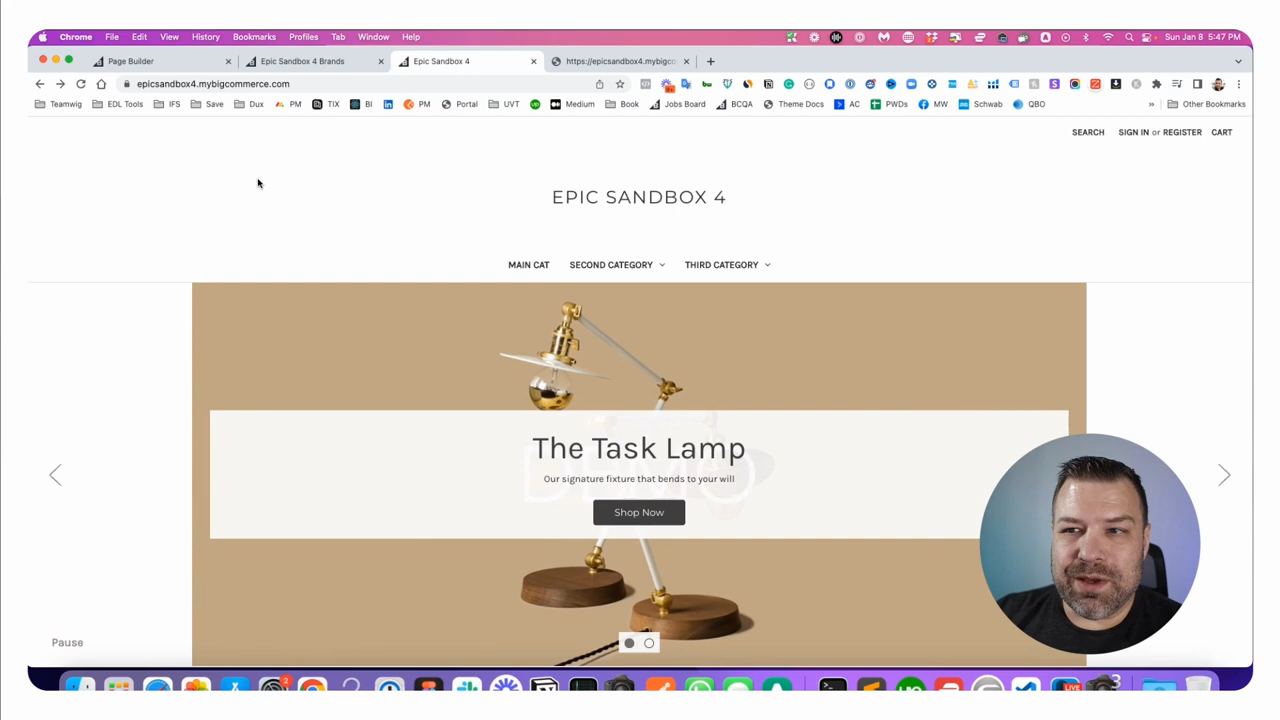 Chrome File Edit View History Bookmarks Profiles Tab Window Help Sun Jan 8 5:47 PM
Page Builder Epic Sandbox 4 Brands Epic Sandbox 4 https://epicsandbox4.mybigco
epicsandbox4.mybigcommerce.com
Teamwig EDL Tools IFS Save Dux PM TIX BI PM Portal UVT Medium Book Jobs Board BCQA Theme Docs AC PWDs MW Schwab QBO » Other Bookmarks
SEARCH SIGN IN or REGISTER CART
EPIC SANDBOX 4
MAIN CAT SECOND CATEGORY THIRD CATEGORY
The Task Lamp
DEMO
Our signature fixture that bends to your will
Shop Now
Pause
2
LIVE
3